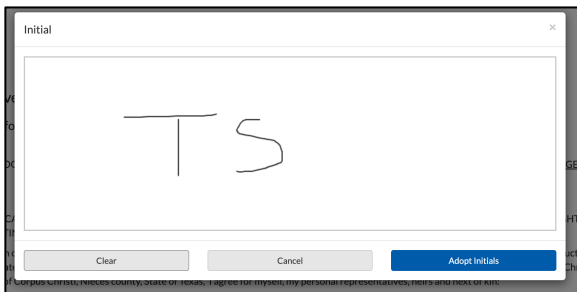 Initial
×
TS
Clear Cancel Adopt Initials
of Corpus Christi, Nieces county, State of Texas, I agree for myself, my personal representatives, heirs and next of kin: